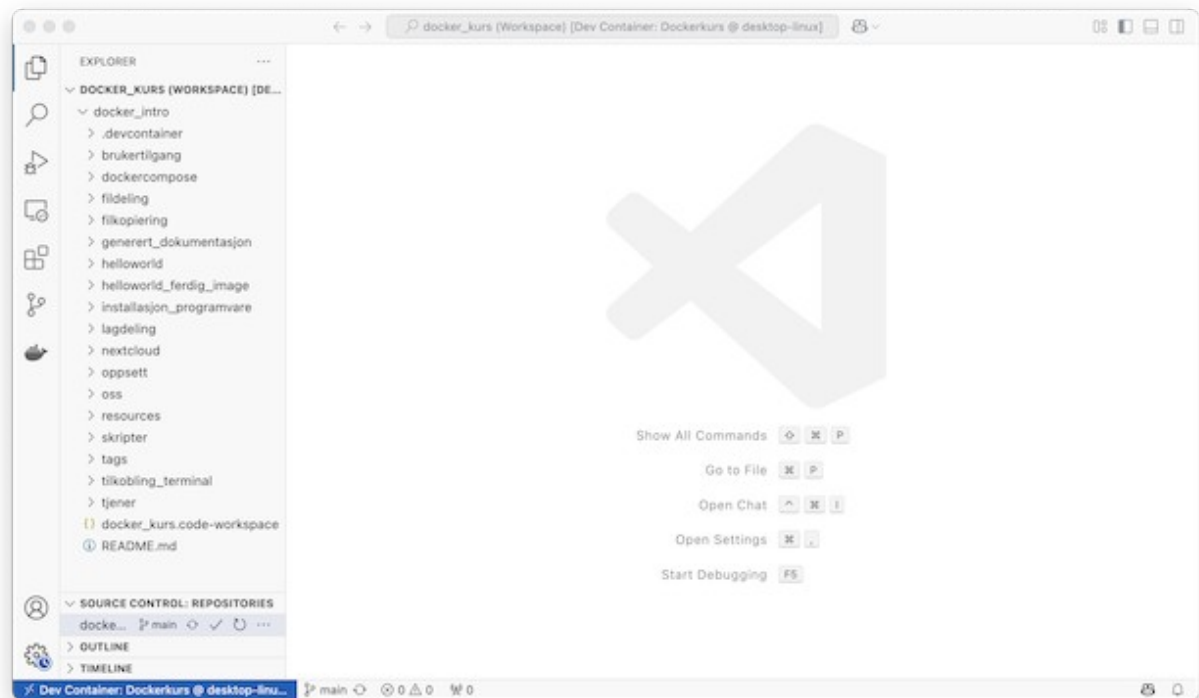 docker_kurs (Workspace) [Dev Container: Dockerkurs @ desktop-linux]
EXPLORER
DOCKER_KURS (WORKSPACE) [DE...
docker_intro
.devcontainer
brukertilgang
dockercompose
fildeling
filkopiering
generert_dokumentasjon
helloworld
helloworld_ferdig_image
installasjon_programvare
lagdeling
nextcloud
oppsett
oss
resources
skripter
tags
tilkobling_terminal
tjener
{} docker_kurs.code-workspace
README.md
Show All Commands ⇧ ⌘ P
Go to File ⌘ P
Open Chat ^ ⌘ I
Open Settings ⌘ ,
Start Debugging F5
SOURCE CONTROL: REPOSITORIES
docke... main ...
OUTLINE
TIMELINE
Dev Container: Dockerkurs @ desktop-linu... main 0 0 0